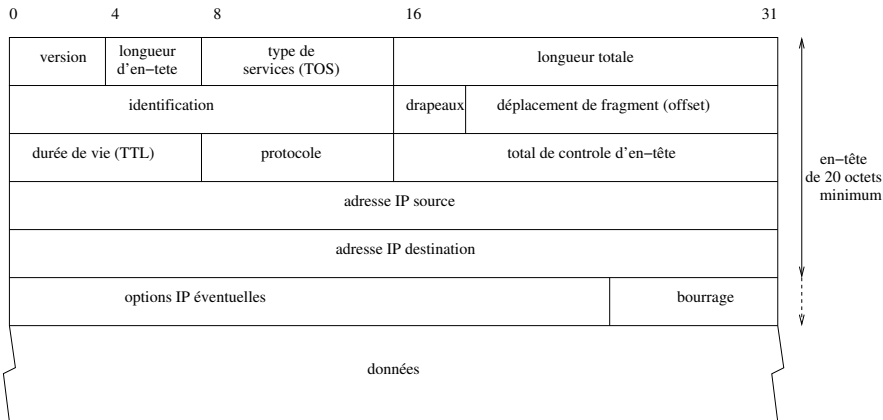 0 4 8 16 31
version
longueur
d'en−tete
type de
services (TOS)
longueur totale
identification
drapeaux
déplacement de fragment (offset)
durée de vie (TTL)
protocole
total de controle d'en−tête
en−tête
de 20 octets
minimum
adresse IP source
adresse IP destination
options IP éventuelles
bourrage
données